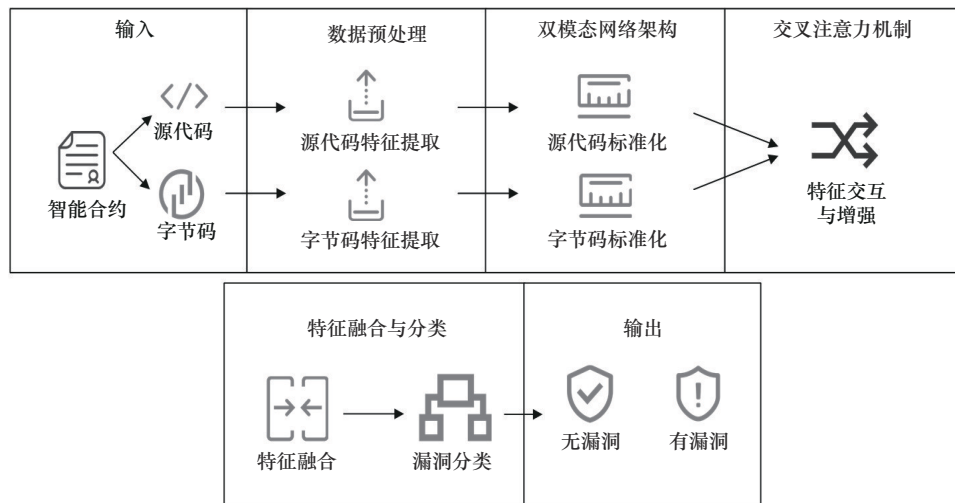 输入
源代码
智能合约
字节码
数据预处理
源代码特征提取
字节码特征提取
双模态网络架构
源代码标准化
字节码标准化
交叉注意力机制
特征交互
与增强
特征融合与分类
特征融合
漏洞分类
输出
无漏洞
有漏洞